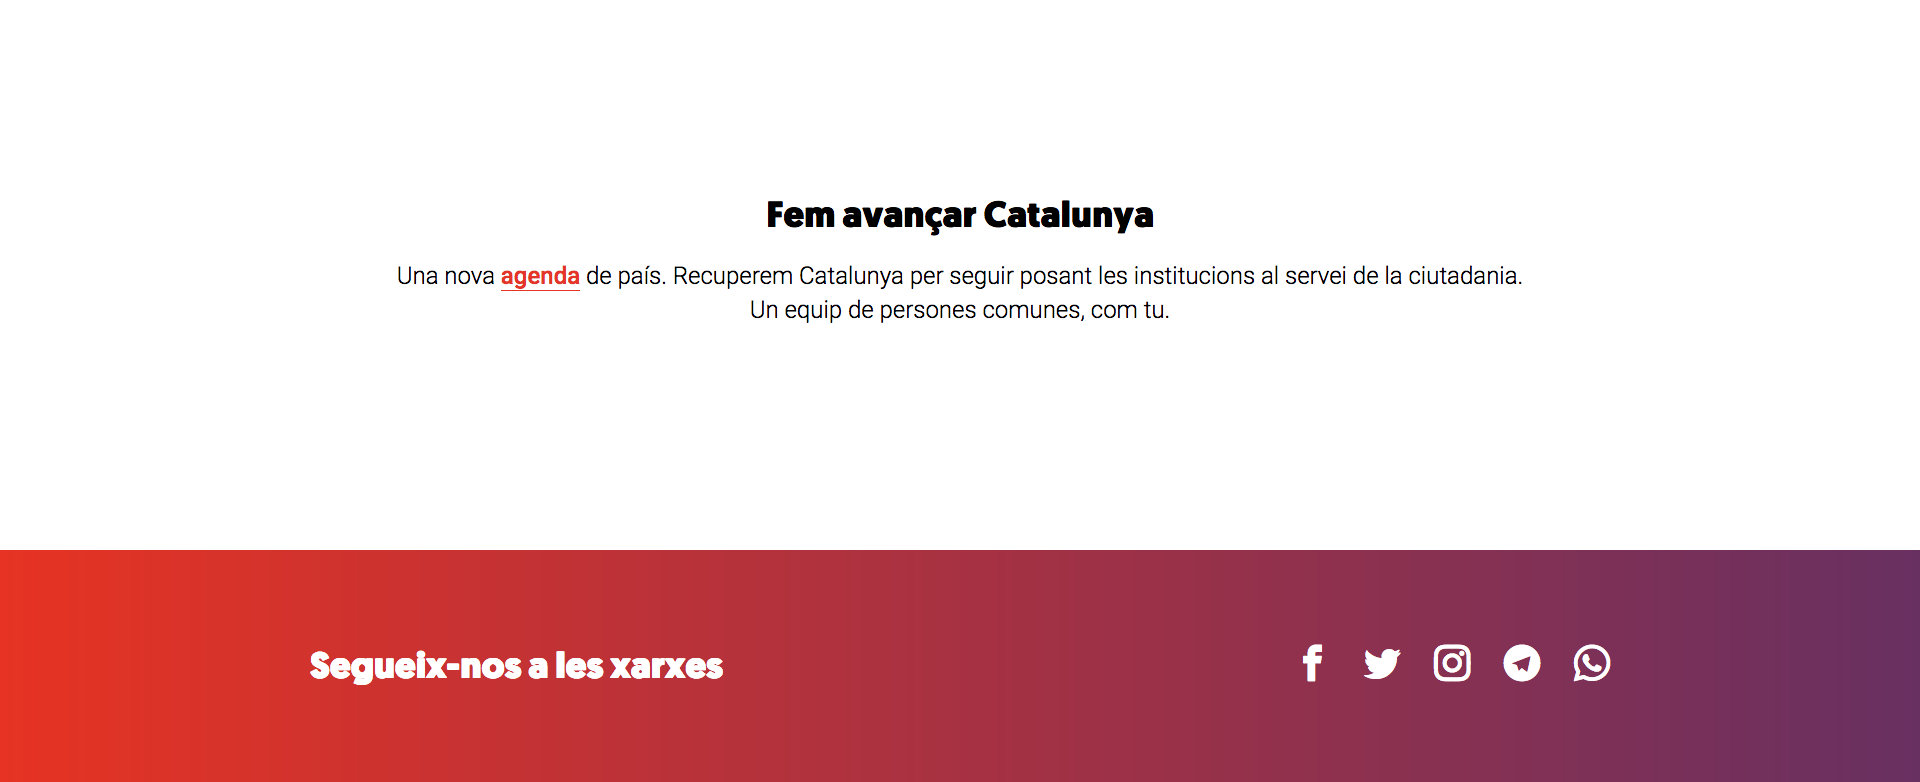 Fem avançar Catalunya
Una nova agenda de país. Recuperem Catalunya per seguir posant les institucions al servei de la ciutadania.
Un equip de persones comunes, com tu.
Segueix-nos a les xarxes